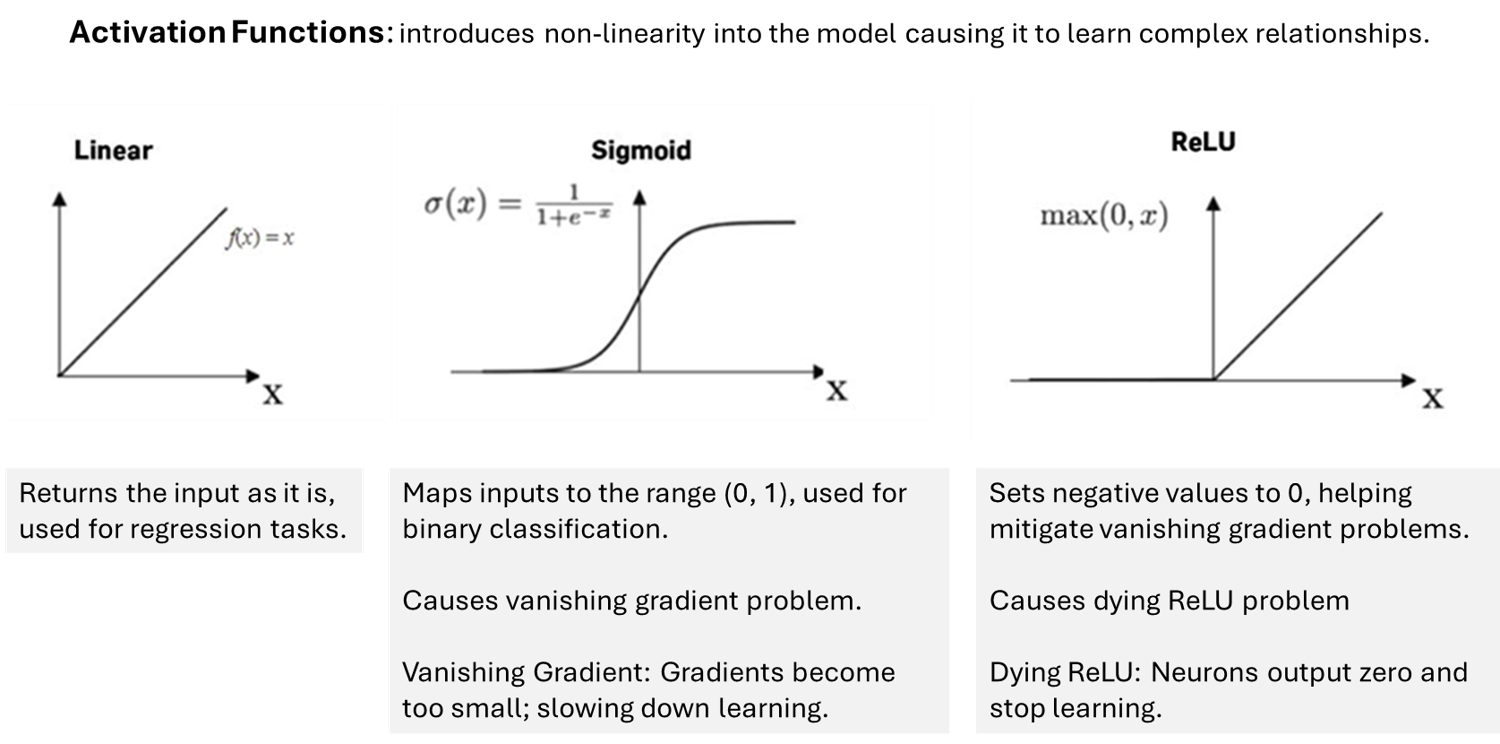 Activation Functions: introduces non-linearity into the model causing it to learn complex relationships.
Linear
f(x) = x
X
Sigmoid
σ(x) = 1/(1+e^{-x})
X
ReLU
max(0, x)
X
Returns the input as it is,
used for regression tasks.
Maps inputs to the range (0, 1), used for
binary classification.
Causes vanishing gradient problem.
Vanishing Gradient: Gradients become
too small; slowing down learning.
Sets negative values to 0, helping
mitigate vanishing gradient problems.
Causes dying ReLU problem
Dying ReLU: Neurons output zero and
stop learning.